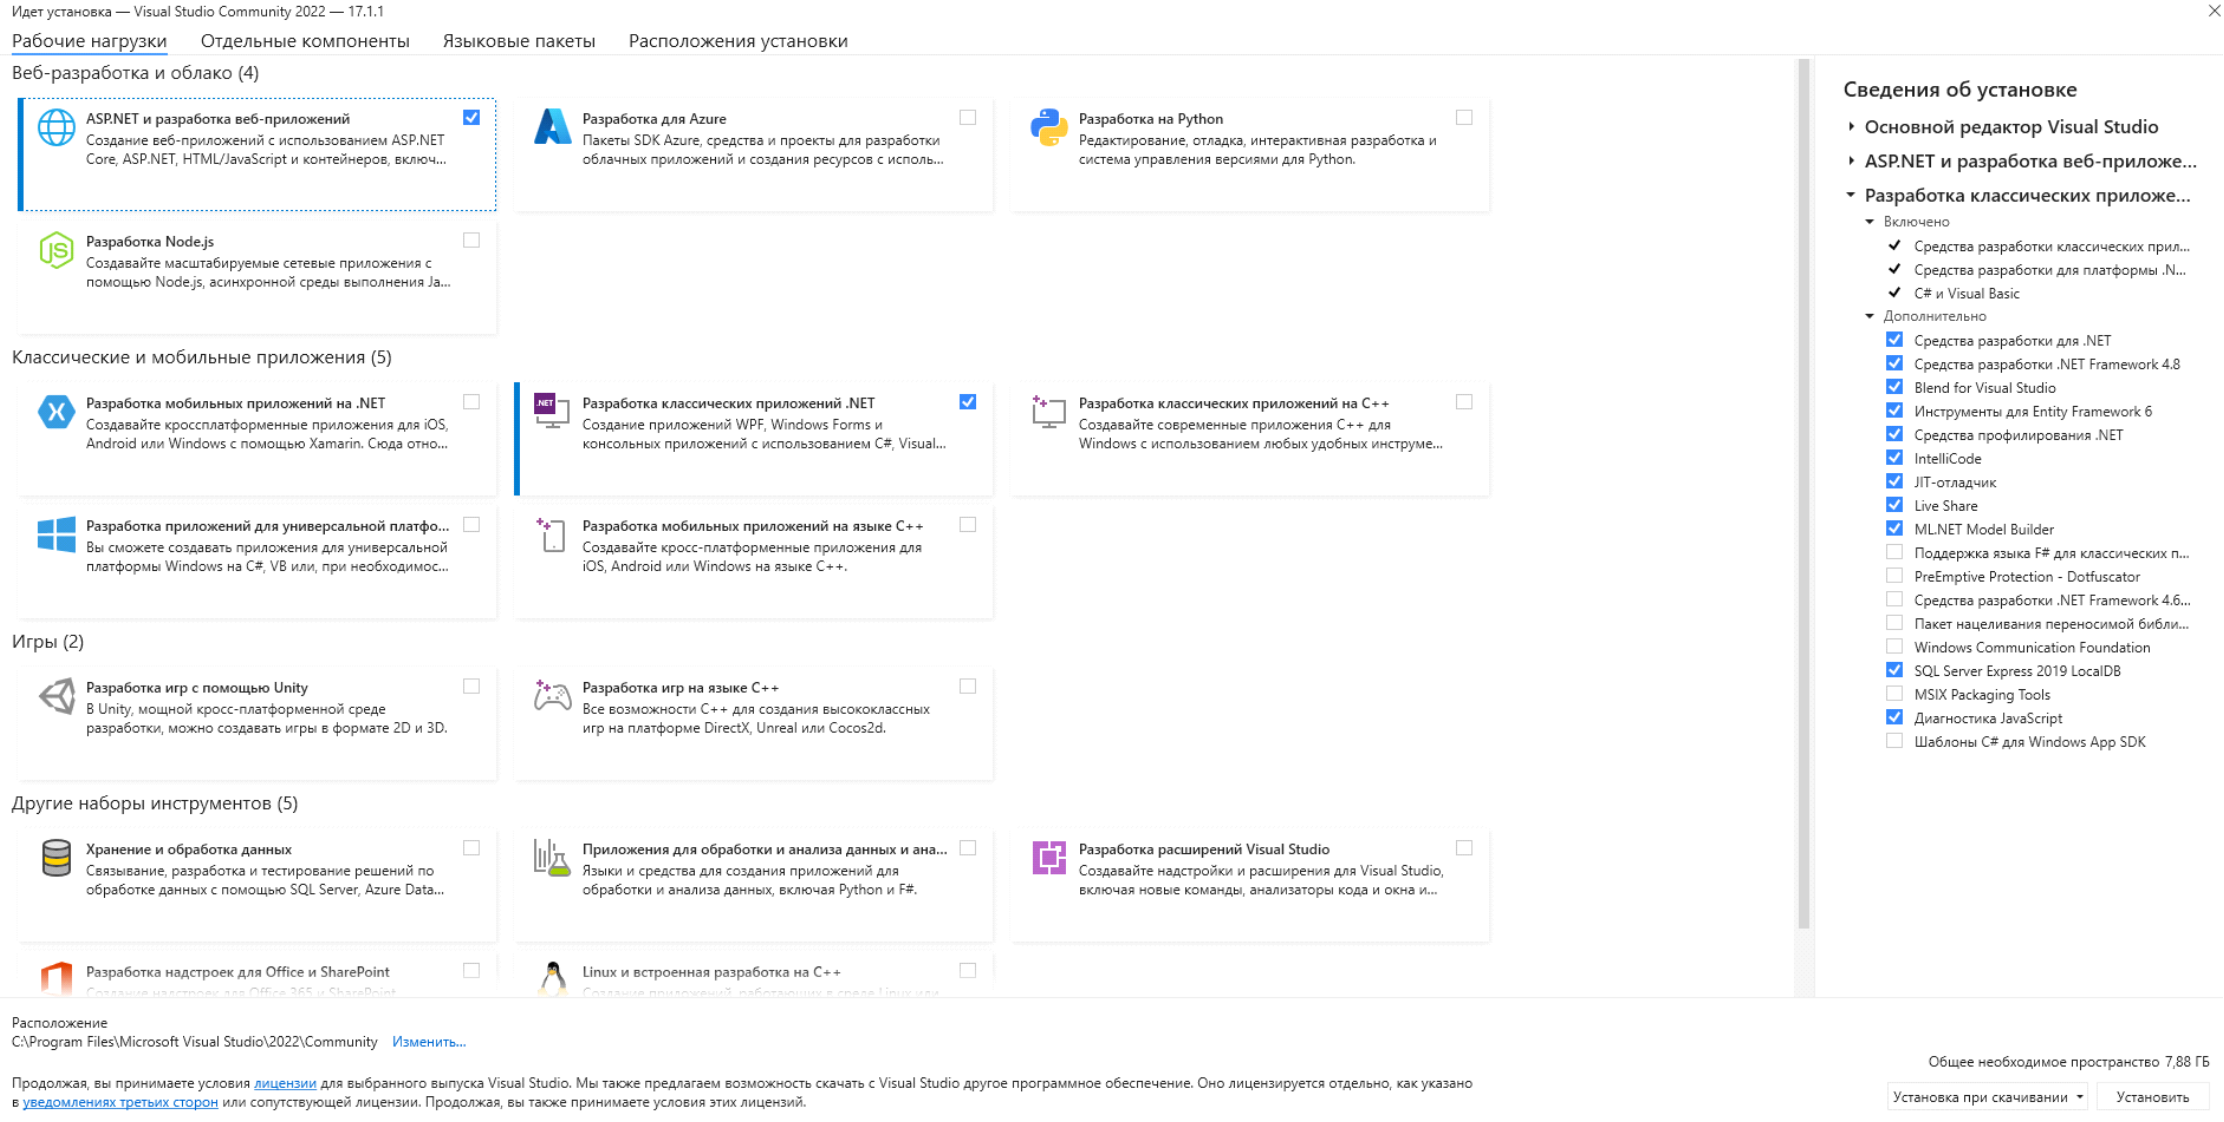 Идет установка — Visual Studio Community 2022 — 17.1.1
Рабочие нагрузки Отдельные компоненты Языковые пакеты Расположения установки
Веб-разработка и облако (4)
ASP.NET и разработка веб-приложений
Создание веб-приложений с использованием ASP.NET
Core, ASP.NET, HTML/JavaScript и контейнеров, включ...
Разработка для Azure
Пакеты SDK Azure, средства и проекты для разработки
облачных приложений и создания ресурсов с исполь...
Разработка на Python
Редактирование, отладка, интерактивная разработка и
система управления версиями для Python.
JS
Разработка Node.js
Создавайте масштабируемые сетевые приложения с
помощью Node.js, асинхронной среды выполнения Ja...
Классические и мобильные приложения (5)
Разработка мобильных приложений на .NET
Создавайте кроссплатформенные приложения для iOS,
Android или Windows с помощью Xamarin. Сюда отно...
.NET
Разработка классических приложений .NET
Создание приложений WPF, Windows Forms и
консольных приложений с использованием C#, Visual...
Разработка классических приложений на C++
Создавайте современные приложения C++ для
Windows с использованием любых удобных инструме...
Разработка приложений для универсальной платфо...
Вы сможете создавать приложения для универсальной
платформы Windows на C#, VB или, при необходимос...
Разработка мобильных приложений на языке C++
Создавайте кросс-платформенные приложения для
iOS, Android или Windows на языке C++.
Игры (2)
Разработка игр с помощью Unity
В Unity, мощной кросс-платформенной среде
разработки, можно создавать игры в формате 2D и 3D.
Разработка игр на языке C++
Все возможности C++ для создания высококлассных
игр на платформе DirectX, Unreal или Cocos2d.
Другие наборы инструментов (5)
Хранение и обработка данных
Связывание, разработка и тестирование решений по
обработке данных с помощью SQL Server, Azure Data...
Приложения для обработки и анализа данных и ана...
Языки и средства для создания приложений для
обработки и анализа данных, включая Python и F#.
Разработка расширений Visual Studio
Создавайте надстройки и расширения для Visual Studio,
включая новые команды, анализаторы кода и окна и...
Разработка надстроек для Office и SharePoint
Создание надстроек для Office 365 и SharePoint
Linux и встроенная разработка на C++
Создание приложений, работающих в среде Linux или
Сведения об установке
Основной редактор Visual Studio
ASP.NET и разработка веб-приложе...
Разработка классических приложе...
Включено
Средства разработки классических прил...
Средства разработки для платформы .N...
C# и Visual Basic
Дополнительно
Средства разработки для .NET
Средства разработки .NET Framework 4.8
Blend for Visual Studio
Инструменты для Entity Framework 6
Средства профилирования .NET
IntelliCode
JIT-отладчик
Live Share
ML.NET Model Builder
Поддержка языка F# для классических п...
PreEmptive Protection - Dotfuscator
Средства разработки .NET Framework 4.6...
Пакет нацеливания переносимой библи...
Windows Communication Foundation
SQL Server Express 2019 LocalDB
MSIX Packaging Tools
Диагностика JavaScript
Шаблоны C# для Windows App SDK
Расположение
C:\Program Files\Microsoft Visual Studio\2022\Community Изменить...
Продолжая, вы принимаете условия лицензии для выбранного выпуска Visual Studio. Мы также предлагаем возможность скачать с Visual Studio другое программное обеспечение. Оно лицензируется отдельно, как указано
в уведомлениях третьих сторон или сопутствующей лицензии. Продолжая, вы также принимаете условия этих лицензий.
Общее необходимое пространство 7,88 ГБ
Установка при скачивании Установить